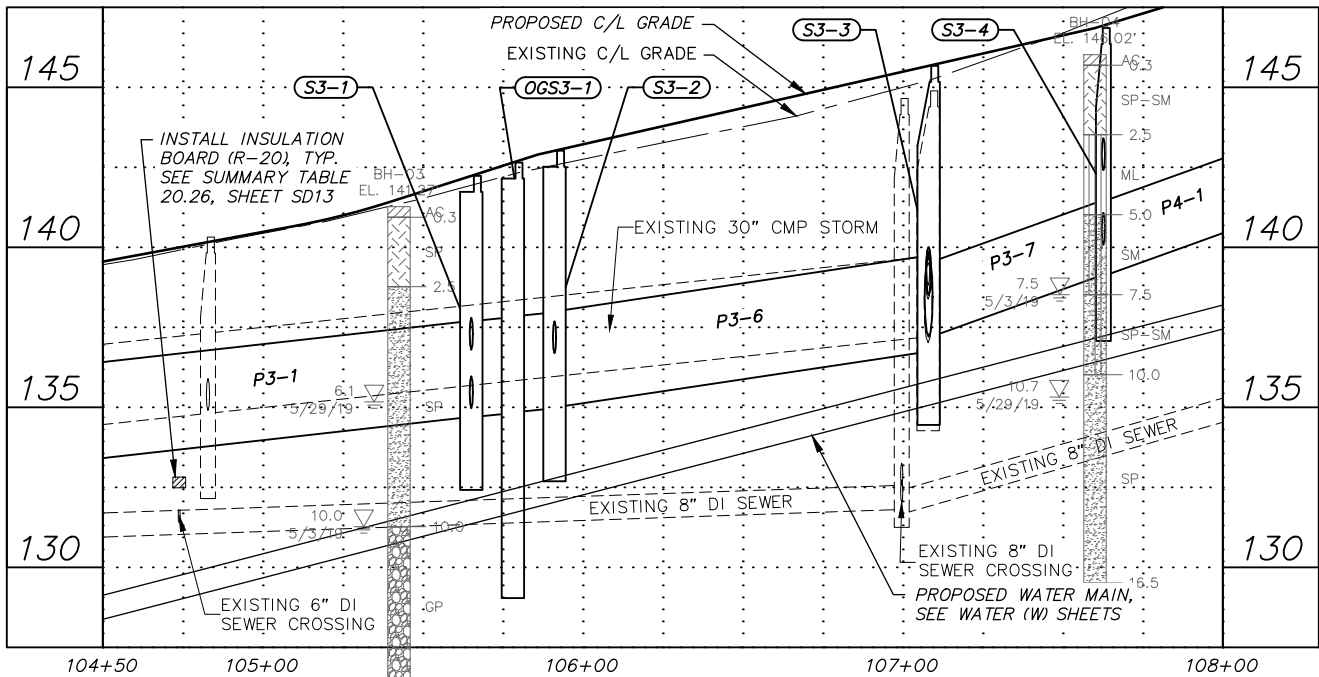 PROPOSED C/L GRADE
EXISTING C/L GRADE
S3-3
S3-4
BH-04
EL. 146.02'
145
145
S3-1
OGS3-1
S3-2
AC
0.3
SP-SM
2.5
ML
INSTALL INSULATION
BOARD (R-20), TYP.
SEE SUMMARY TABLE
20.26, SHEET SD13
BH-03
EL. 141.27'
AC
0.3
SP
2.5
5.0
P4-1
140
140
EXISTING 30" CMP STORM
P3-7
SM
7.5
5/3/19
7.5
P3-6
SP-SM
P3-1
135
135
6.1
5/29/19
SP
10.7
5/29/19
10.0
EXISTING 8" DI SEWER
EXISTING 8" DI SEWER
SP
10.0
5/3/19
10.0
130
130
EXISTING 8" DI
SEWER CROSSING
16.5
PROPOSED WATER MAIN,
SEE WATER (W) SHEETS
EXISTING 6" DI
SEWER CROSSING
GP
104+50
105+00
106+00
107+00
108+00